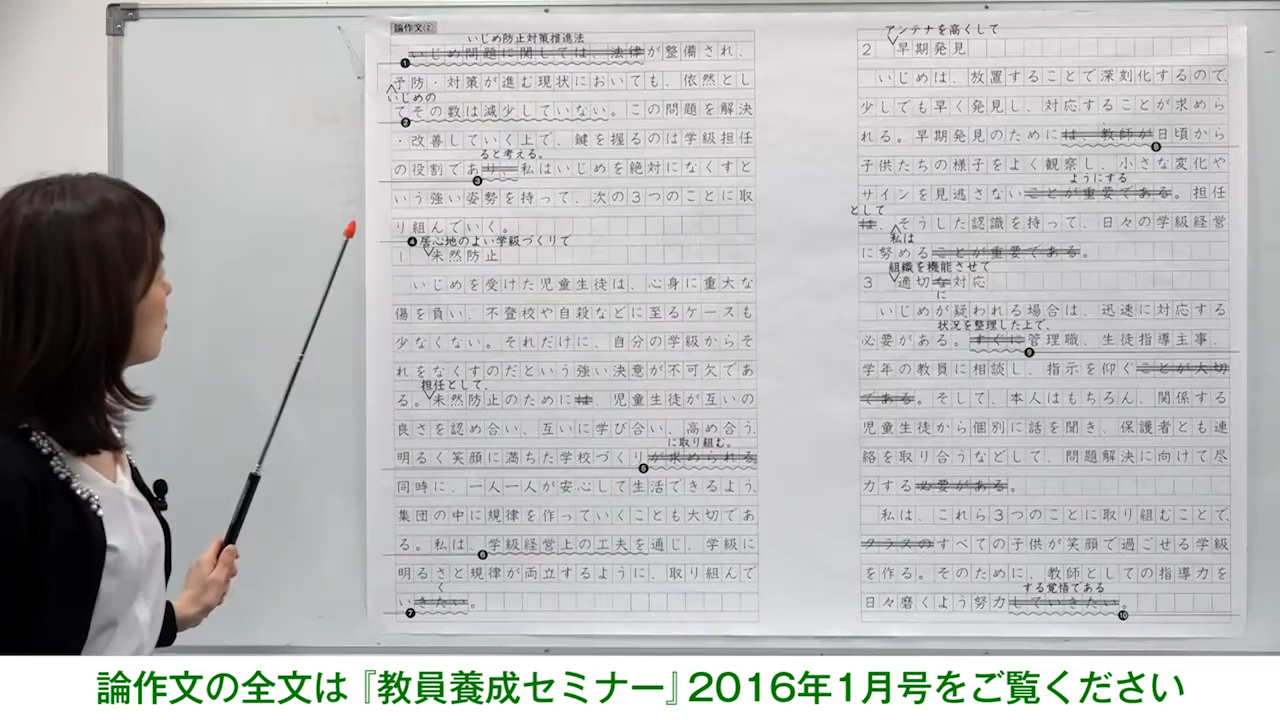 論作文②
いじめ防止対策推進法
いじめ問題に関しては、法律が整備され、
❶
予防・対策が進む現状においても、依然とし
いじめの
てその数は減少していない。この問題を解決
❷
・改善していく上で、鍵を握るのは学級担任
ると考える。
の役割であり、私はいじめを絶対になくすと
❸
いう強い姿勢を持って、次の3つのことに取
り組んでいく。
❹居心地のよい学級づくりて
1 未然防止
いじめを受けた児童生徒は、心身に重大な
傷を負い、不登校や自殺などに至るケースも
少なくない。それだけに、自分の学級からそ
れをなくすのだという強い決意が不可欠であ
担任として、
る。未然防止のためには、児童生徒が互いの
良さを認め合い、互いに学び合い、高め合う、
に取り組む。
明るく笑顔に満ちた学校づくりが求められる
❺
同時に、一人一人が安心して生活できるよう、
集団の中に規律を作っていくことも大切であ
る。私は、学級経営上の工夫を通じ、学級に
❻
明るさと規律が両立するように、取り組んで
く
いきたい。
❼
アンテナを高くして
2 早期発見
いじめは、放置することで深刻化するので、
少しでも早く発見し、対応することが求めら
れる。早期発見のためには、教師が日頃から
❽
子供たちの様子をよく観察し、小さな変化や
ようにする
サインを見逃さないことが重要である。担任
として
は、そうした認識を持って、日々の学級経営
私は
に努めることが重要である。
組織を機能させて
3 適切な対応
に
いじめが疑われる場合は、迅速に対応する
状況を整理した上で、
必要がある。すぐに管理職、生徒指導主事、
❾
学年の教員に相談し、指示を仰ぐことが大切
である。そして、本人はもちろん、関係する
児童生徒から個別に話を聞き、保護者とも連
絡を取り合うなどして、問題解決に向けて尽
力する必要がある。
私は、これら3つのことに取り組むことで、
クラスのすべての子供が笑顔で過ごせる学級
を作る。そのために、教師としての指導力を
する覚悟である
日々磨くよう努力していきたい。
❿
論作文の全文は『教員養成セミナー』2016年1月号をご覧ください